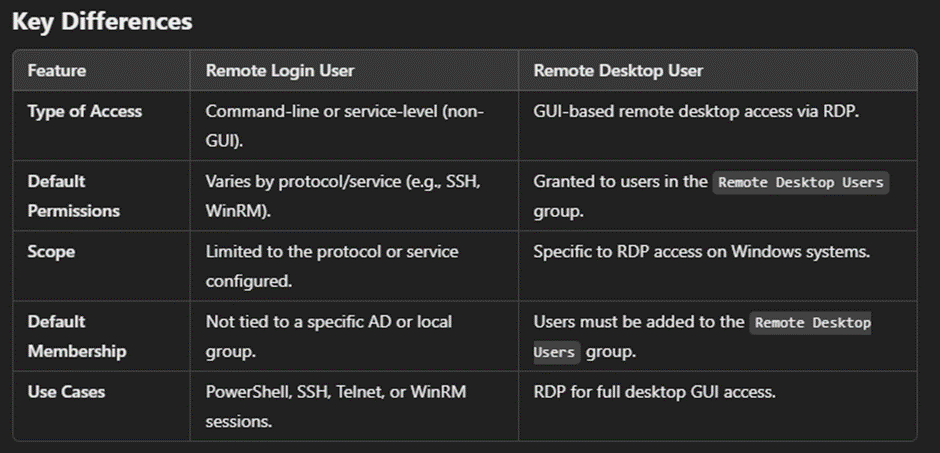 Key Differences
Feature Remote Login User Remote Desktop User
Type of Access Command-line or service-level (non- GUI-based remote desktop access via RDP.
GUI).
Default Varies by protocol/service (e.g., SSH, Granted to users in the Remote Desktop Users
Permissions WinRM). group.
Scope Limited to the protocol or service Specific to RDP access on Windows systems.
configured.
Default Not tied to a specific AD or local Users must be added to the Remote Desktop
Membership group. Users group.
Use Cases PowerShell, SSH, Telnet, or WinRM RDP for full desktop GUI access.
sessions.